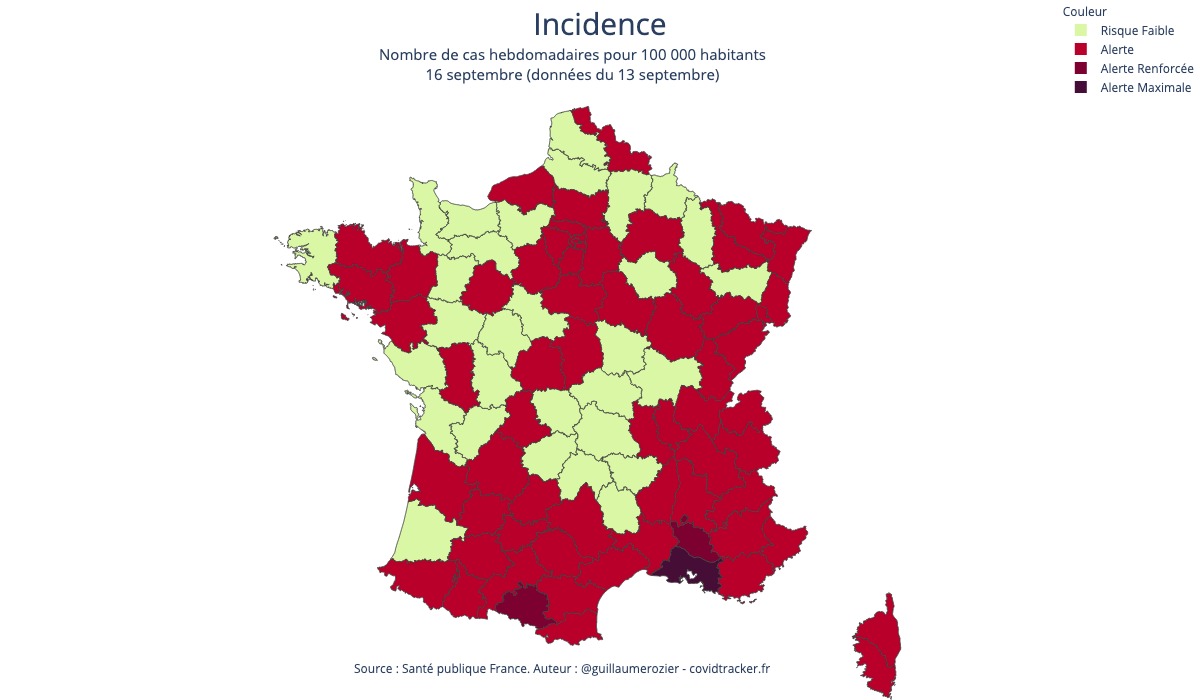 Incidence
Nombre de cas hebdomadaires pour 100 000 habitants
16 septembre (données du 13 septembre)
Couleur
Risque Faible
Alerte
Alerte Renforcée
Alerte Maximale
Source : Santé publique France. Auteur : @guillaumerozier - covidtracker.fr